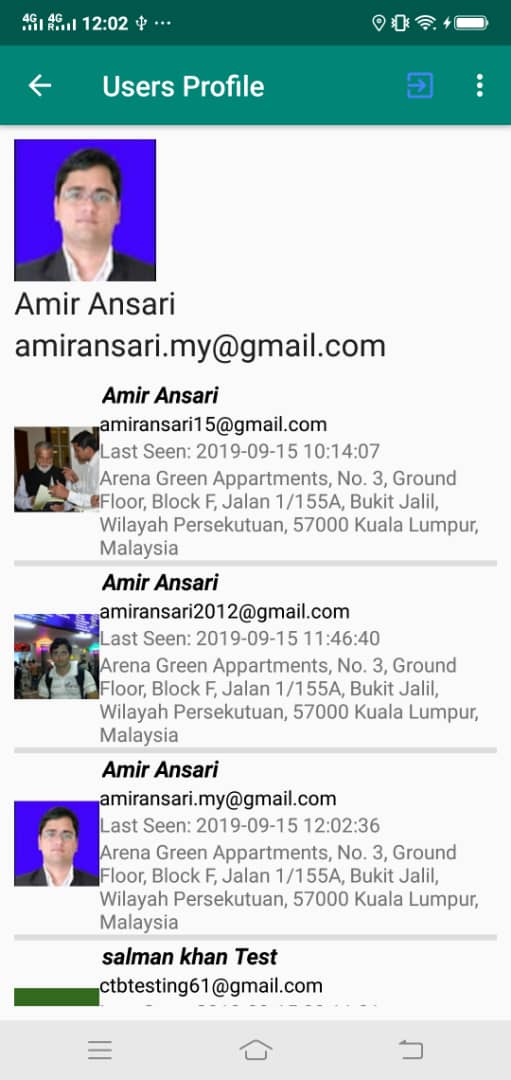 4G 4G R 12:02
Users Profile
Amir Ansari
amiransari.my@gmail.com
Amir Ansari
amiransari15@gmail.com
Last Seen: 2019-09-15 10:14:07
Arena Green Appartments, No. 3, Ground
Floor, Block F, Jalan 1/155A, Bukit Jalil,
Wilayah Persekutuan, 57000 Kuala Lumpur,
Malaysia
Amir Ansari
amiransari2012@gmail.com
Last Seen: 2019-09-15 11:46:40
Arena Green Appartments, No. 3, Ground
Floor, Block F, Jalan 1/155A, Bukit Jalil,
Wilayah Persekutuan, 57000 Kuala Lumpur,
Malaysia
Amir Ansari
amiransari.my@gmail.com
Last Seen: 2019-09-15 12:02:36
Arena Green Appartments, No. 3, Ground
Floor, Block F, Jalan 1/155A, Bukit Jalil,
Wilayah Persekutuan, 57000 Kuala Lumpur,
Malaysia
salman khan Test
ctbtesting61@gmail.com